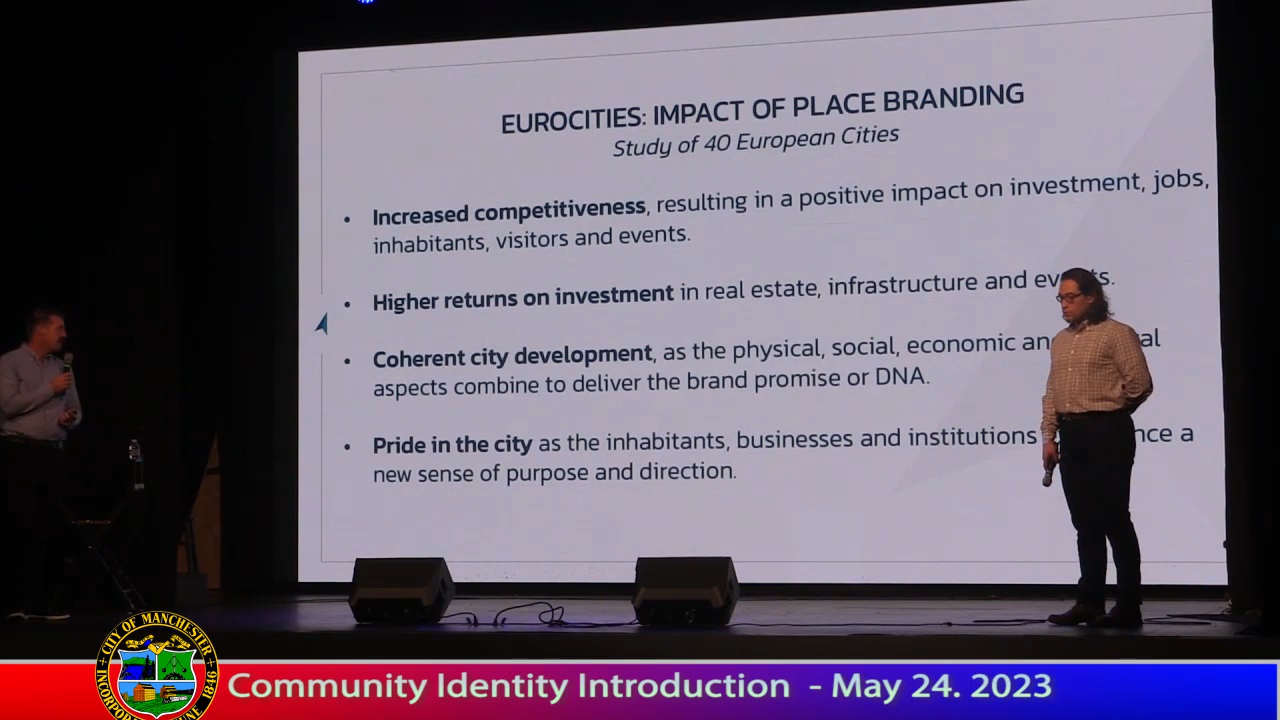 EUROCITIES: IMPACT OF PLACE BRANDING
Study of 40 European Cities
• Increased competitiveness, resulting in a positive impact on investment, jobs,
inhabitants, visitors and events.
• Higher returns on investment in real estate, infrastructure and
• Coherent city development, as the physical, social, economic
aspects combine to deliver the brand promise or DNA.
• Pride in the city as the inhabitants, businesses and institutions a
new sense of purpose and direction.
CITY OF MANCHESTER
1846
Community Identity Introduction - May 24. 2023